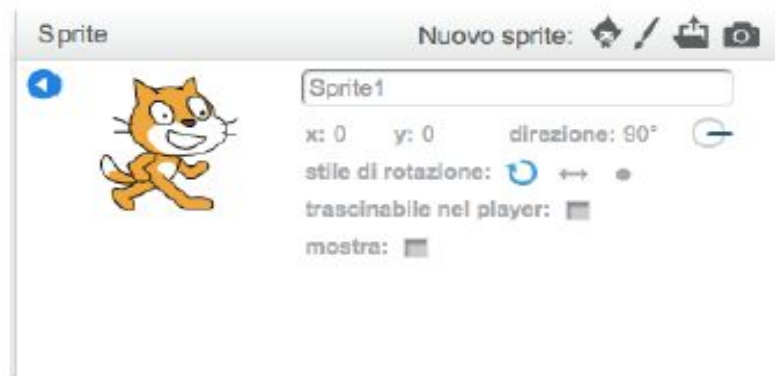 Sprite Nuovo sprite:
Sprite1
x: 0 y: 0 direzione: 90°
stile di rotazione:
trascinabile nel player:
mostra: